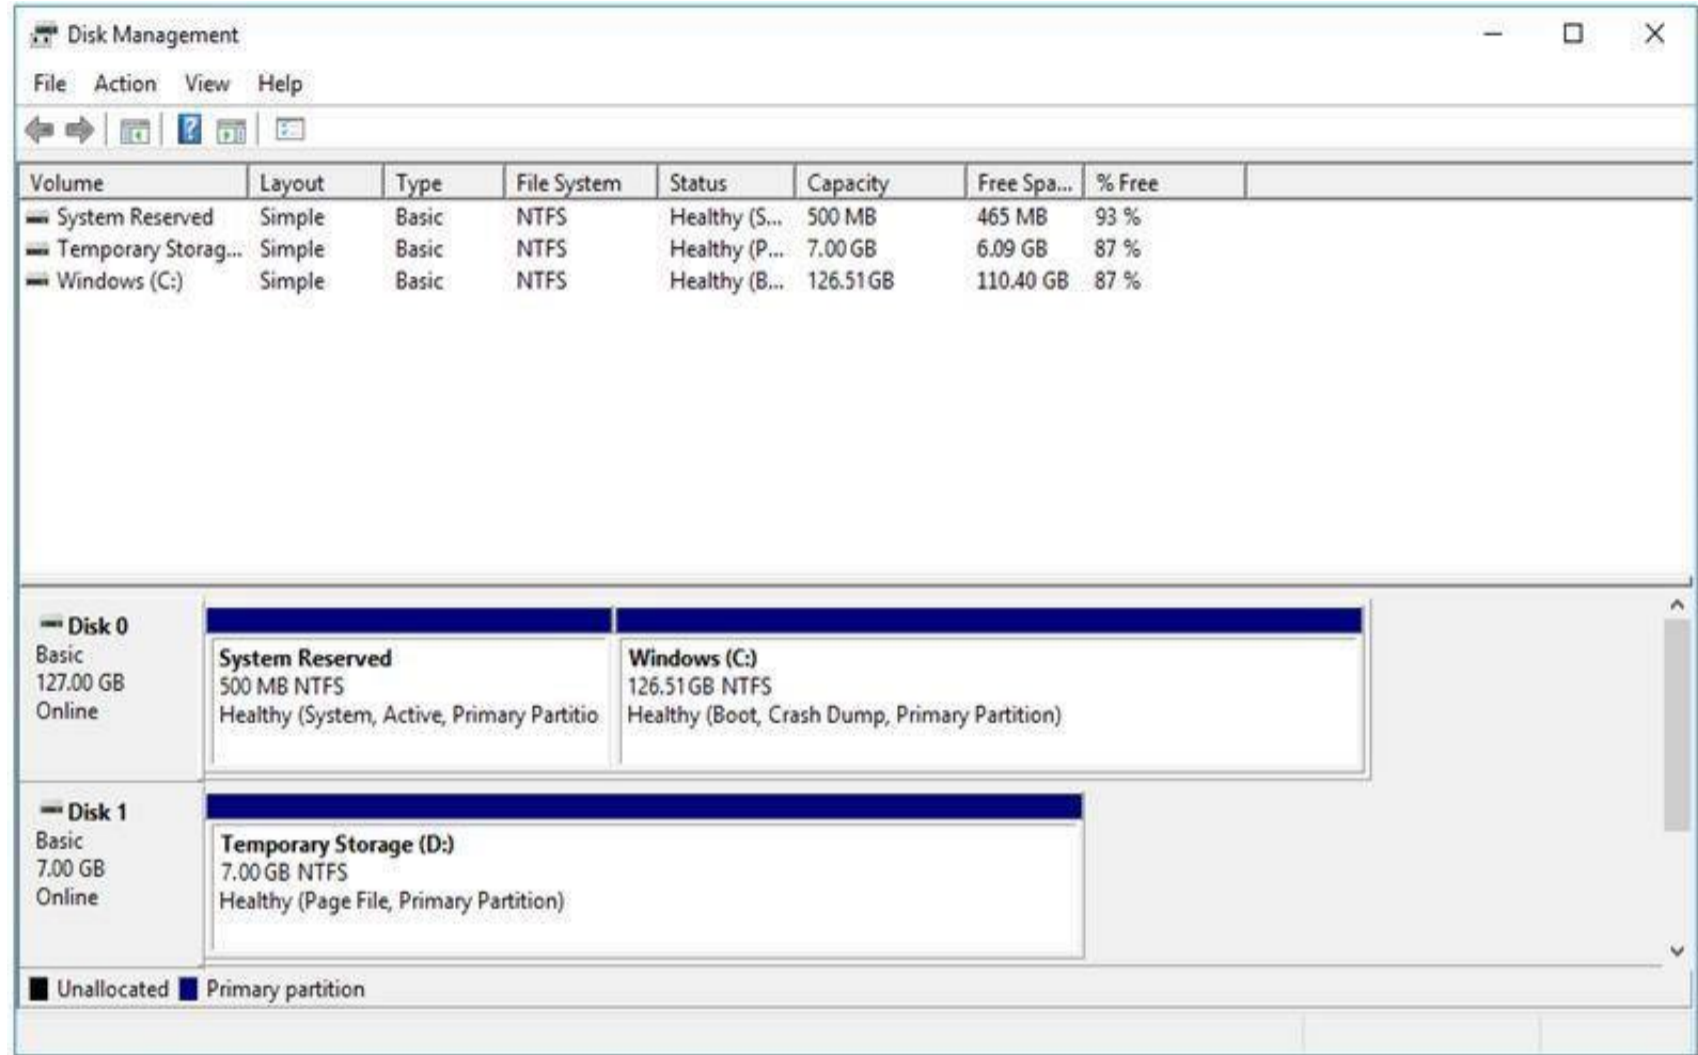 Disk Management
File Action View Help
Volume Layout Type File System Status Capacity Free Spa... % Free
System Reserved Simple Basic NTFS Healthy (S... 500 MB 465 MB 93 %
Temporary Storag... Simple Basic NTFS Healthy (P... 7.00 GB 6.09 GB 87 %
Windows (C:) Simple Basic NTFS Healthy (B... 126.51 GB 110.40 GB 87 %
Disk 0
Basic
127.00 GB
Online
System Reserved
500 MB NTFS
Healthy (System, Active, Primary Partitio
Windows (C:)
126.51 GB NTFS
Healthy (Boot, Crash Dump, Primary Partition)
Disk 1
Basic
7.00 GB
Online
Temporary Storage (D:)
7.00 GB NTFS
Healthy (Page File, Primary Partition)
Unallocated Primary partition